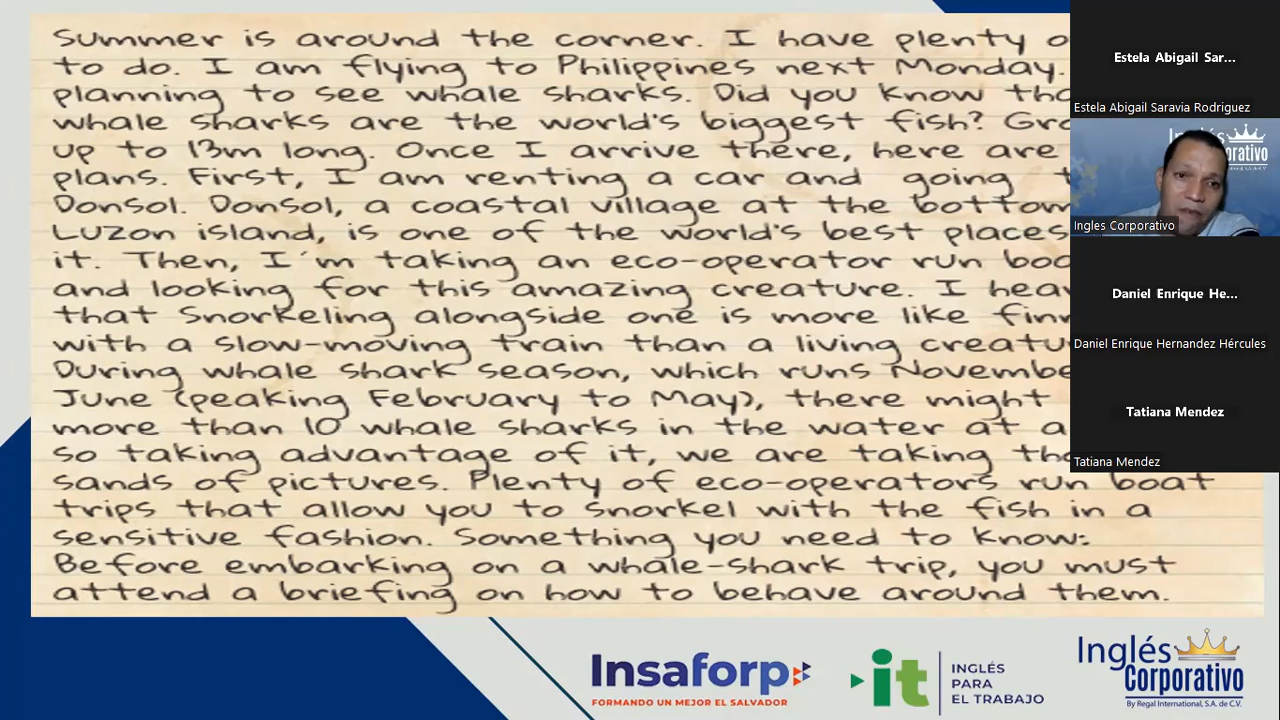 Summer is around the corner. I have plenty
to do. I am flying to Philippines next Monday.
planning to see whale sharks. Did you know
whale sharks are the world's biggest fish?
up to 13m long. Once I arrive there, here are
plans. First, I am renting a car and going
Donsol. Donsol, a coastal village at the bottom
Luzon island, is one of the world's best places
it. Then, I´m taking an eco-operator run
and looking for this amazing creature. I
that snorkeling alongside one is more like
with a slow-moving train than a living
During whale shark season, which runs
June (peaking February to May), there might
more than 10 whale sharks in the water at
so taking advantage of it, we are taking
sands of pictures. Plenty of eco-operators run boat
trips that allow you to snorkel with the fish in a
sensitive fashion. Something you need to know:
Before embarking on a whale-shark trip, you must
attend a briefing on how to behave around them.
Estela Abigail Sar...
Estela Abigail Saravia Rodriguez
Inglés
Corporativo
Ingles Corporativo
Daniel Enrique He...
Daniel Enrique Hernandez Hércules
Tatiana Mendez
Tatiana Mendez
Insaforp
FORMANDO UN MEJOR EL SALVADOR
it
INGLÉS
PARA
EL TRABAJO
Inglés
Corporativo
By Regal International, S.A. de C.V.